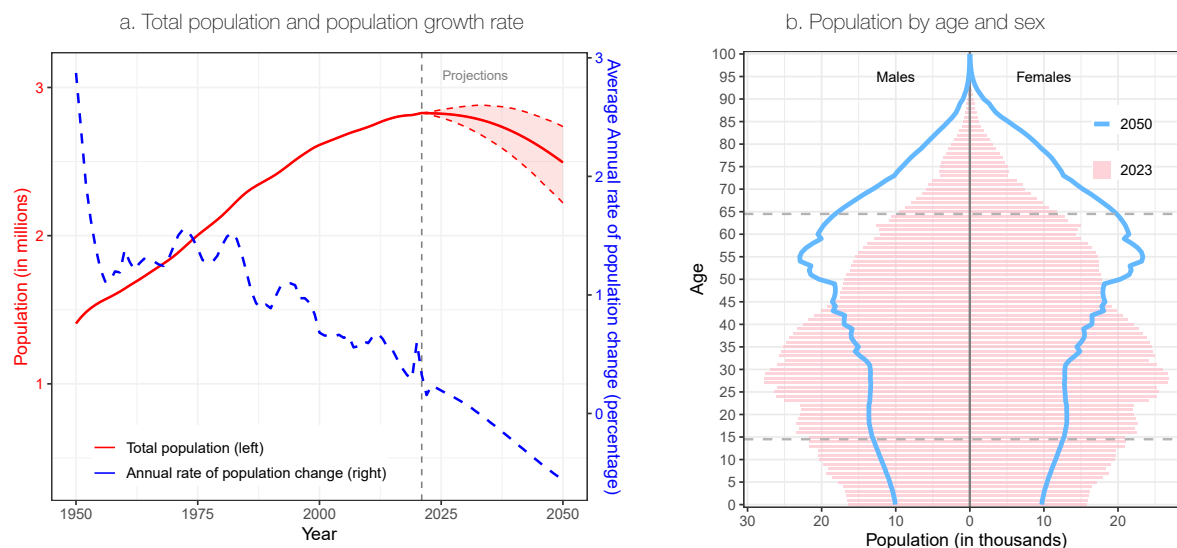 a. Total population and population growth rate
3
2
1
Population (in millions)
Projections
Total population (left)
Annual rate of population change (right)
1950 1975 2000 2025 2050
Year
3
2
1
0
Average Annual rate of population change (percentage)
b. Population by age and sex
Age
100
95
90
85
80
75
70
65
60
55
50
45
40
35
30
25
20
15
10
5
0
Males Females
2050
2023
30 20 10 0 10 20
Population (in thousands)